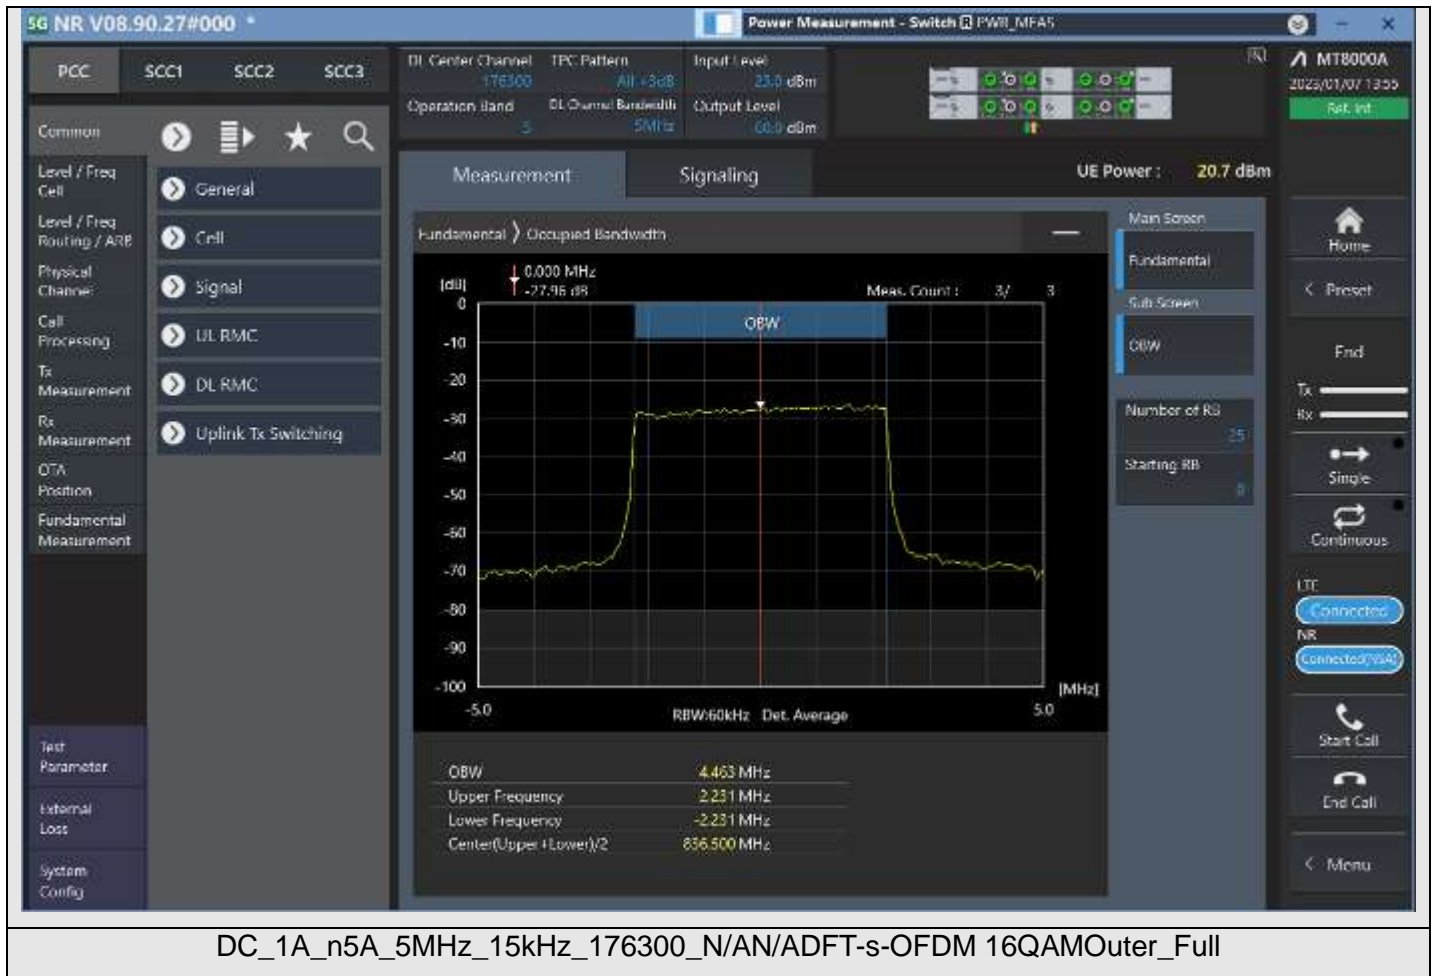 5G NR V08.90.27#000 *
Power Measurement - Switch PWR_MEAS
PCC SCC1 SCC2 SCC3
DL Center Channel
176300
TPC Pattern
All +3dB
Input Level
23.0 dBm
Operation Band
5
DL Channel Bandwidth
5MHz
Output Level
dBm
MT8000A
2023/01/07 13:55
Ref. Int
Common
Level / Freq
Cell
Level / Freq
Routing / ARB
Physical
Channel
Call
Processing
Tx
Measurement
Rx
Measurement
OTA
Position
Fundamental
Measurement
Test
Parameter
External
Loss
System
Config
General
Cell
Signal
UL RMC
DL RMC
Uplink Tx Switching
Measurement Signaling
UE Power : 20.7 dBm
Fundamental Occupied Bandwidth
0.000 MHz
-27.96 dB
Meas. Count : 3/ 3
[dB]
OBW
0
-10
-20
-30
-40
-50
-60
-70
-80
-90
-100
-5.0
RBW:60kHz Det. Average
5.0
[MHz]
OBW 4.463 MHz
Upper Frequency 2.231 MHz
Lower Frequency -2.231 MHz
Center(Upper+Lower)/2 836.500 MHz
Main Screen
Fundamental
Sub Screen
OBW
Number of RB
25
Starting RB
0
Home
< Preset
End
Tx
Rx
Single
Continuous
LTE
Connected
NR
Connected(NSA)
Start Call
End Call
< Menu
DC_1A_n5A_5MHz_15kHz_176300_N/AN/ADFT-s-OFDM 16QAMOuter_Full